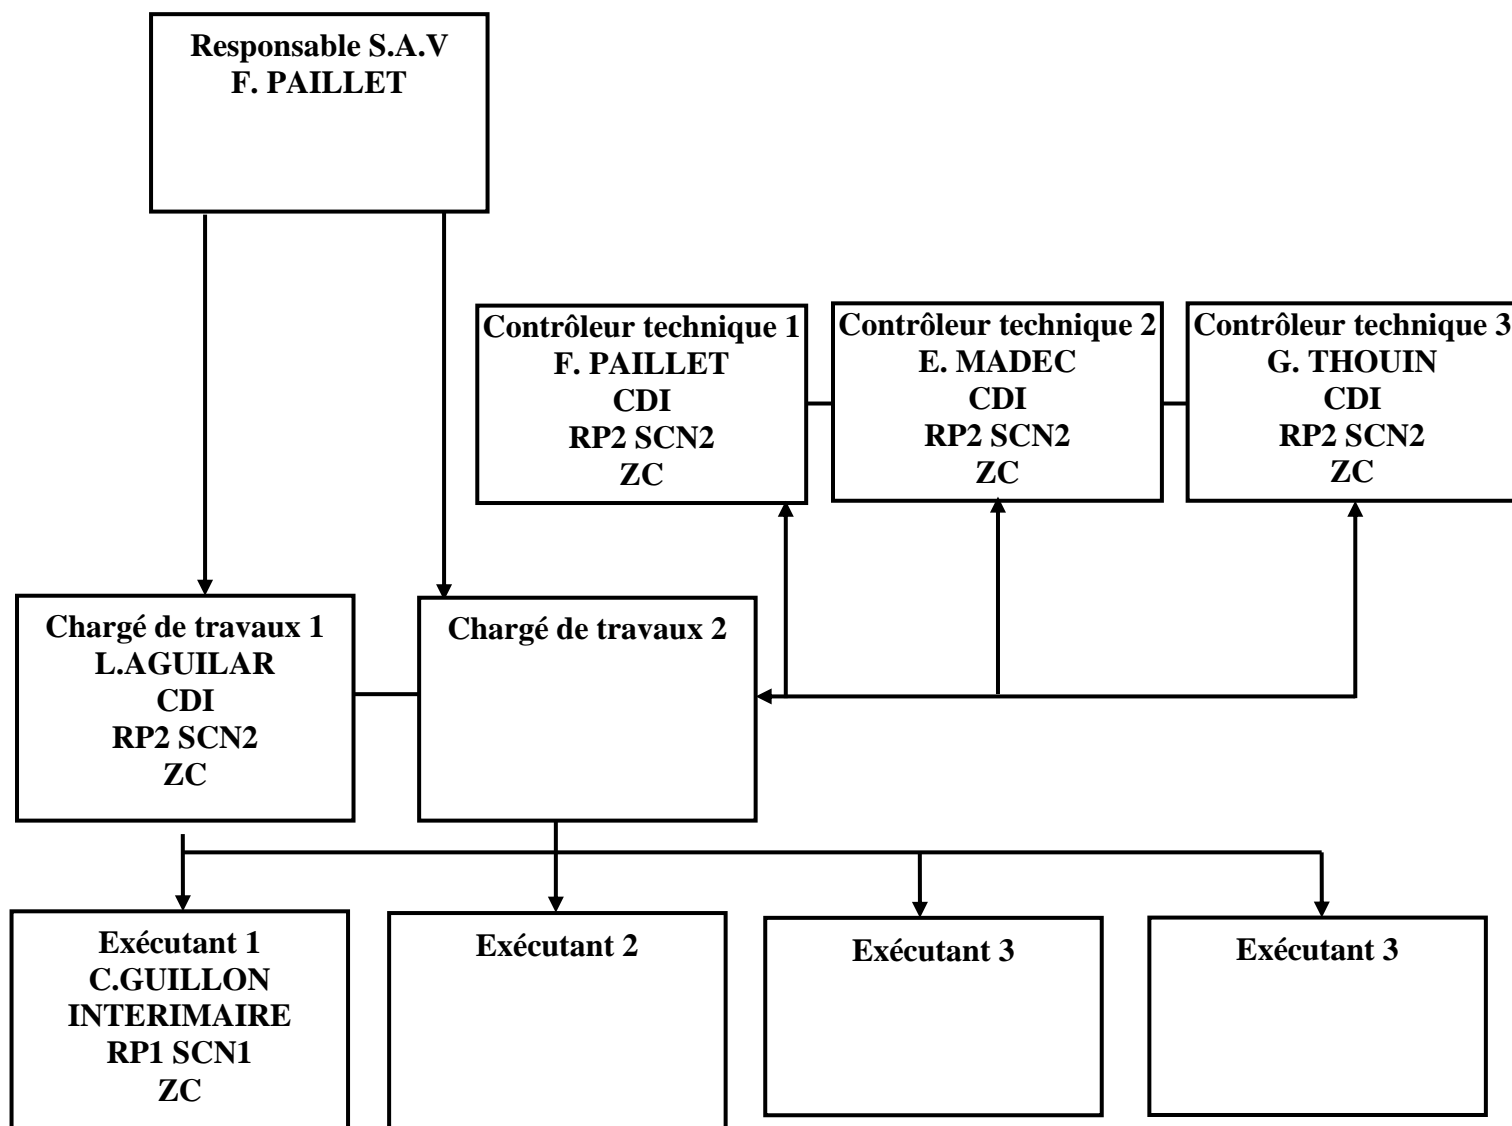 Responsable S.A.V
F. PAILLET
Contrôleur technique 1
F. PAILLET
CDI
RP2 SCN2
ZC
Contrôleur technique 2
E. MADEC
CDI
RP2 SCN2
ZC
Contrôleur technique 3
G. THOUIN
CDI
RP2 SCN2
ZC
Chargé de travaux 1
L.AGUILAR
CDI
RP2 SCN2
ZC
Chargé de travaux 2
Exécutant 1
C.GUILLON
INTERIMAIRE
RP1 SCN1
ZC
Exécutant 2
Exécutant 3
Exécutant 3